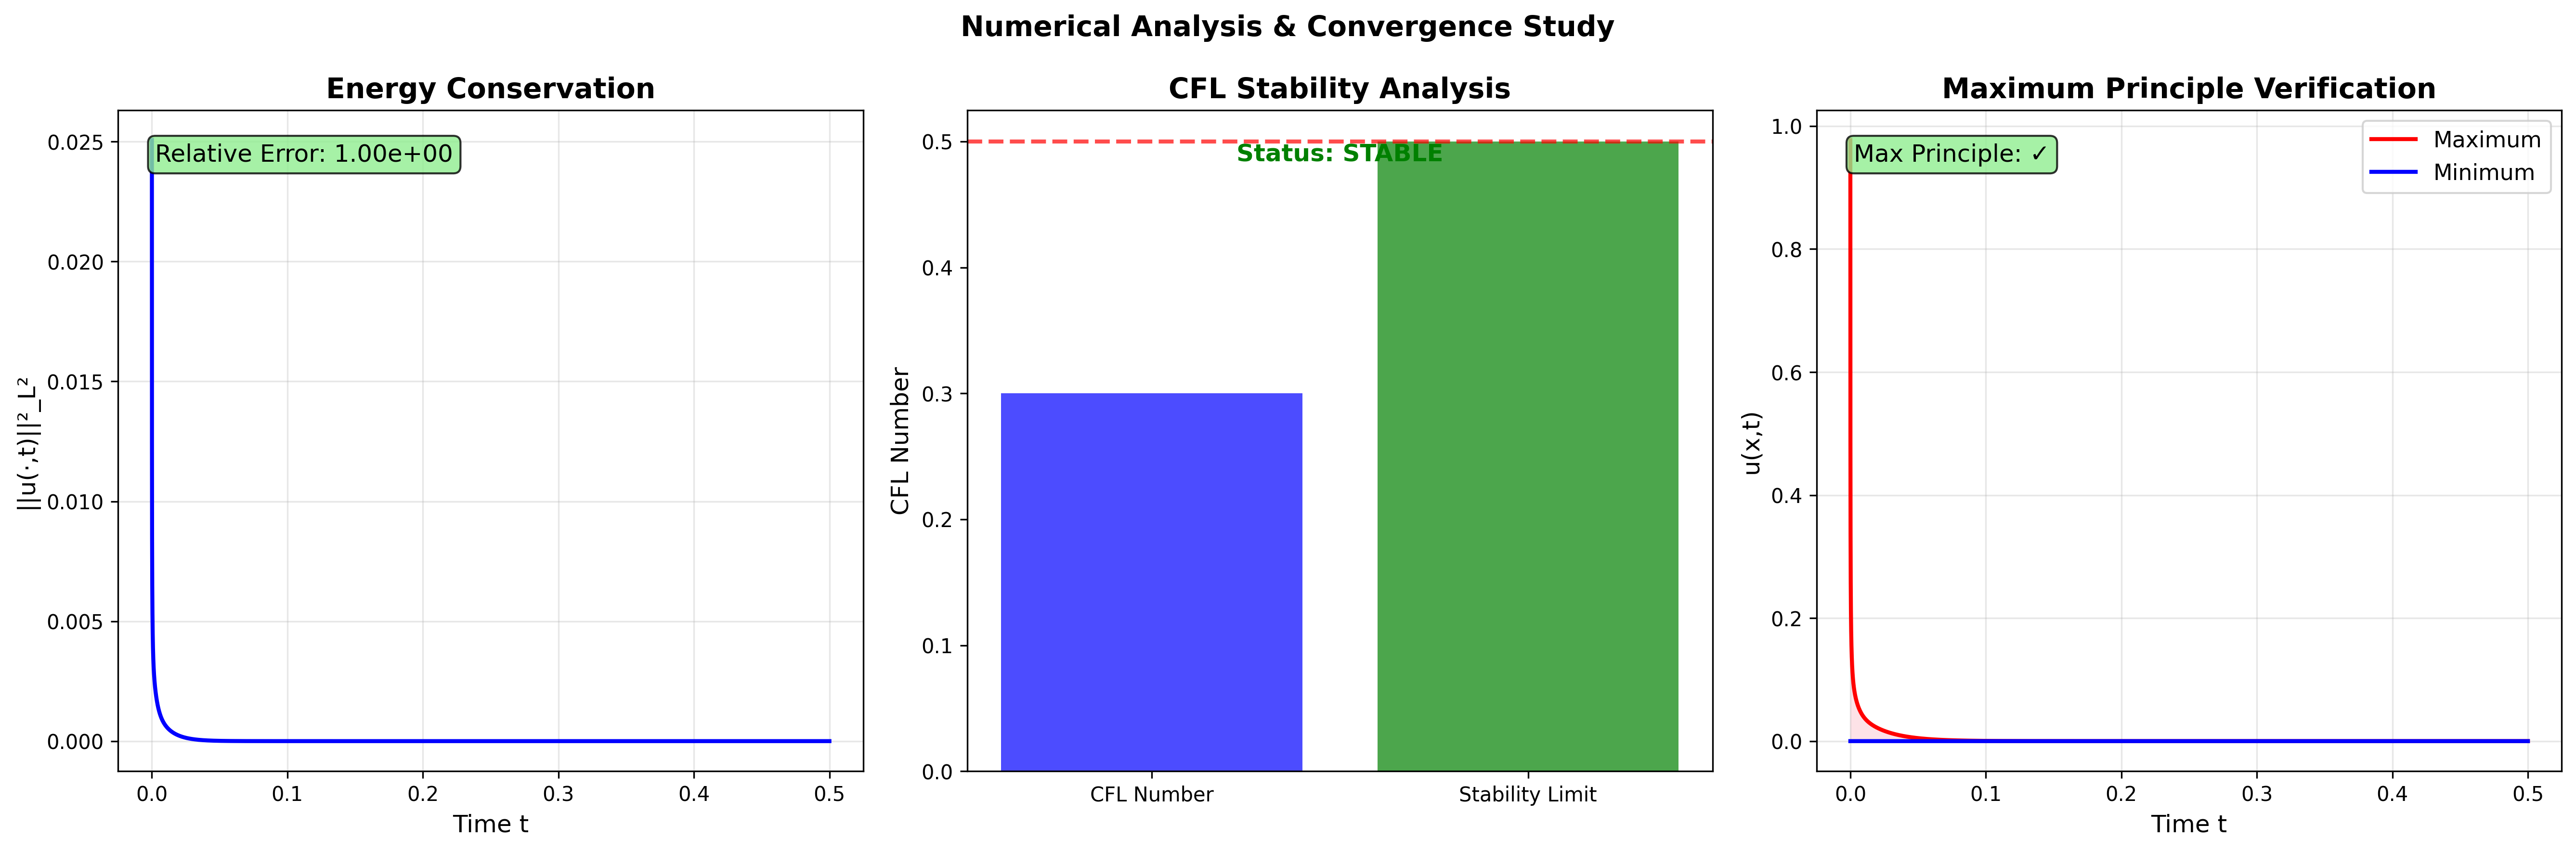 Numerical Analysis & Convergence Study
Energy Conservation
Relative Error: 1.00e+00
||u(·,t)||²_L²
0.025
0.020
0.015
0.010
0.005
0.000
0.0 0.1 0.2 0.3 0.4 0.5
Time t
CFL Stability Analysis
Status: STABLE
CFL Number
0.5
0.4
0.3
0.2
0.1
0.0
CFL Number Stability Limit
Maximum Principle Verification
Max Principle: ✓
Maximum
Minimum
u(x,t)
1.0
0.8
0.6
0.4
0.2
0.0
0.0 0.1 0.2 0.3 0.4 0.5
Time t